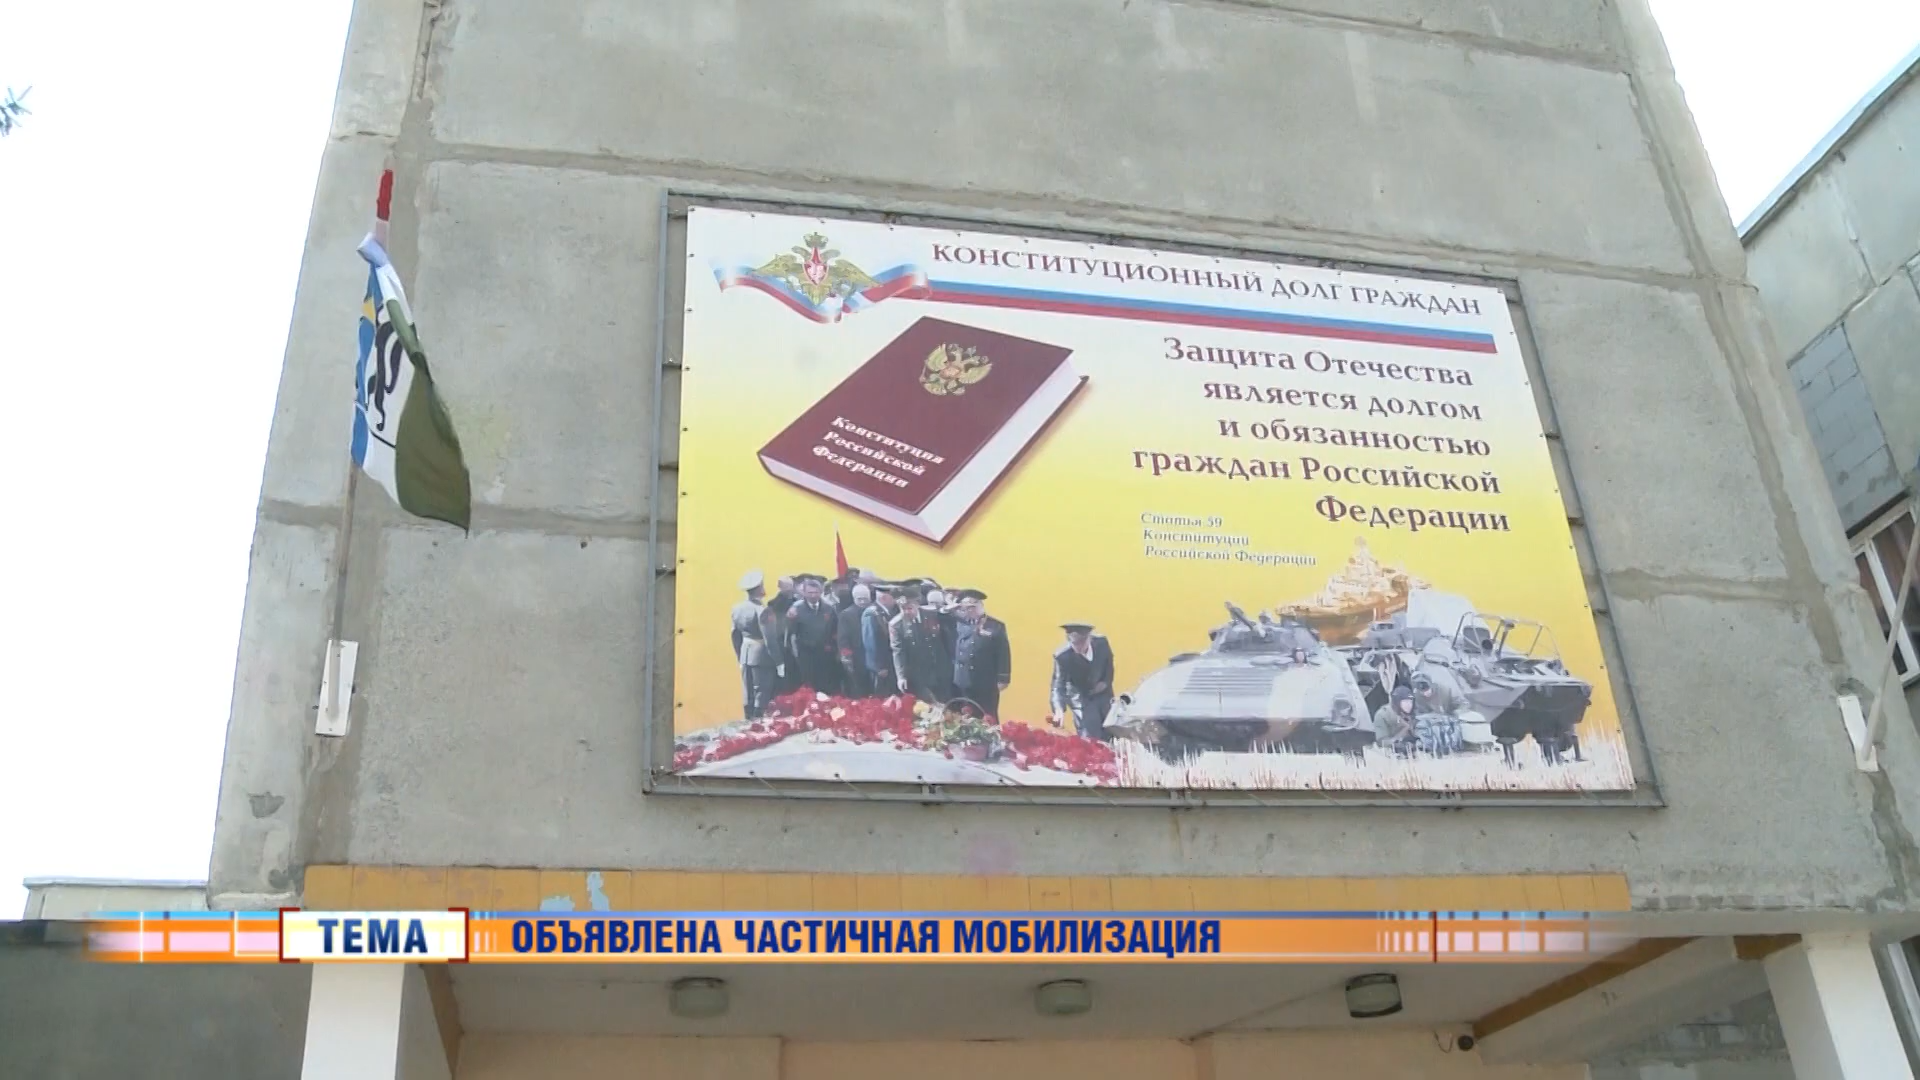 КОНСТИТУЦИОННЫЙ ДОЛГ ГРАЖДАН
Защита Отечества
является долгом
и обязанностью
граждан Российской
Федерации
Статья 59
Конституции
Российской Федерации
Конституция
Российской
Федерации
ТЕМА
ОБЪЯВЛЕНА ЧАСТИЧНАЯ МОБИЛИЗАЦИЯ